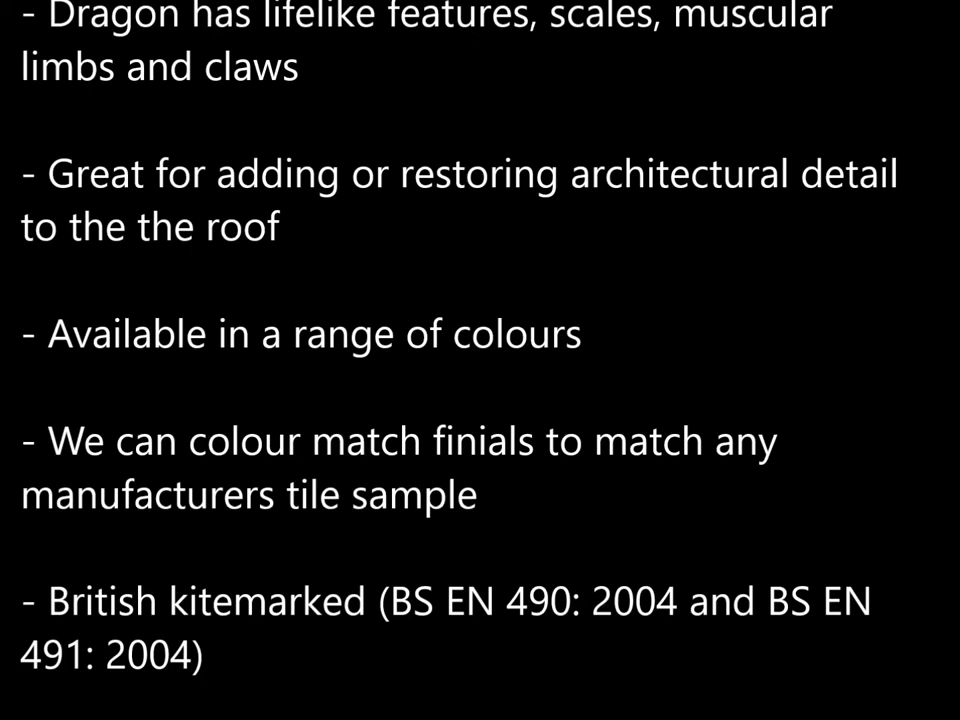 - Dragon has lifelike features, scales, muscular
limbs and claws
- Great for adding or restoring architectural detail
to the the roof
- Available in a range of colours
- We can colour match finials to match any
manufacturers tile sample
- British kitemarked (BS EN 490: 2004 and BS EN
491: 2004)